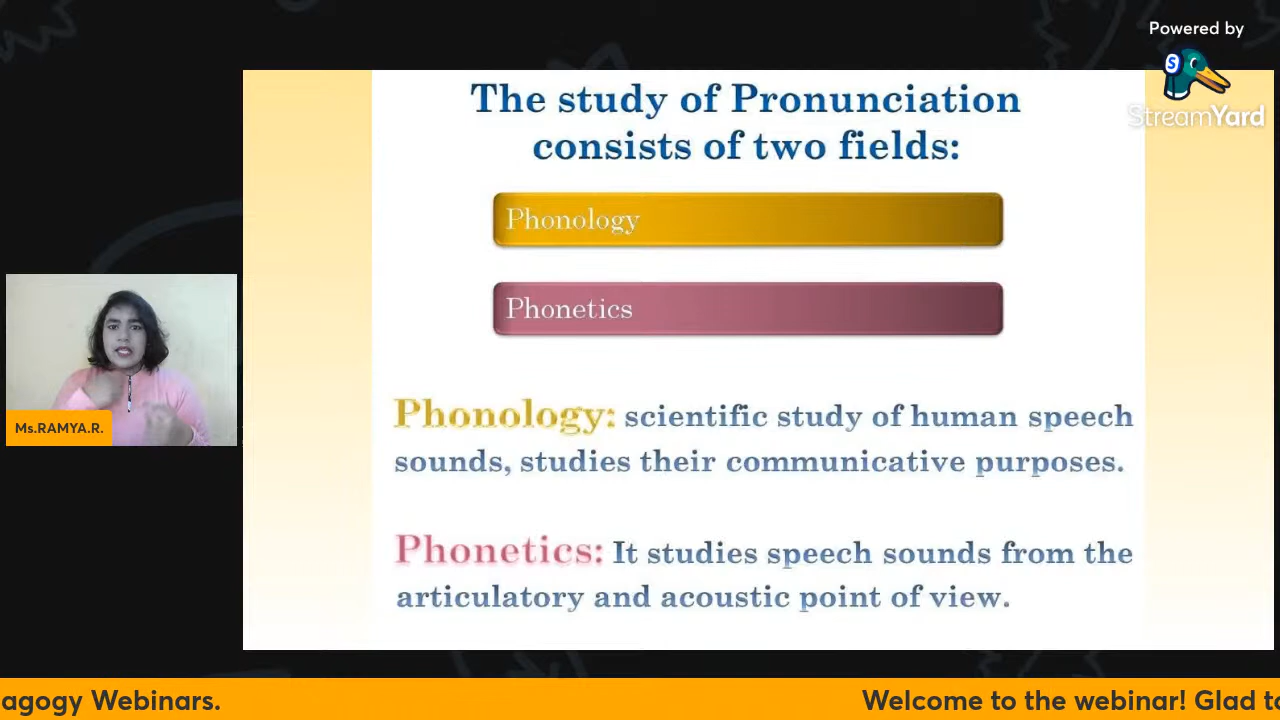 Powered by
StreamYard
The study of Pronunciation
consists of two fields:
Phonology
Phonetics
Phonology: scientific study of human speech
sounds, studies their communicative purposes.
Phonetics: It studies speech sounds from the
articulatory and acoustic point of view.
Ms.RAMYA.R.
agogy Webinars.
Welcome to the webinar! Glad to